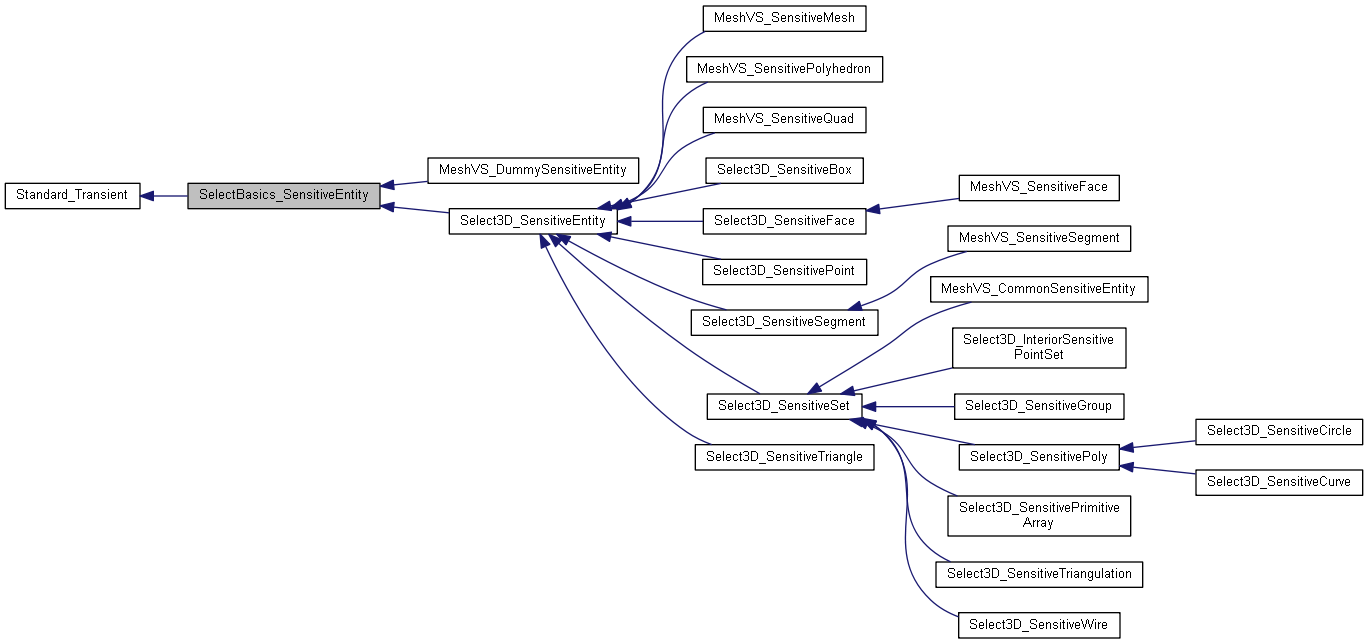 MeshVS_SensitiveMesh
MeshVS_SensitivePolyhedron
MeshVS_SensitiveQuad
MeshVS_DummySensitiveEntity
Select3D_SensitiveBox
Standard_Transient
SelectBasics_SensitiveEntity
MeshVS_SensitiveFace
Select3D_SensitiveEntity
Select3D_SensitiveFace
MeshVS_SensitiveSegment
Select3D_SensitivePoint
MeshVS_CommonSensitiveEntity
Select3D_SensitiveSegment
Select3D_InteriorSensitive
PointSet
Select3D_SensitiveSet
Select3D_SensitiveGroup
Select3D_SensitiveCircle
Select3D_SensitiveTriangle
Select3D_SensitivePoly
Select3D_SensitiveCurve
Select3D_SensitivePrimitive
Array
Select3D_SensitiveTriangulation
Select3D_SensitiveWire